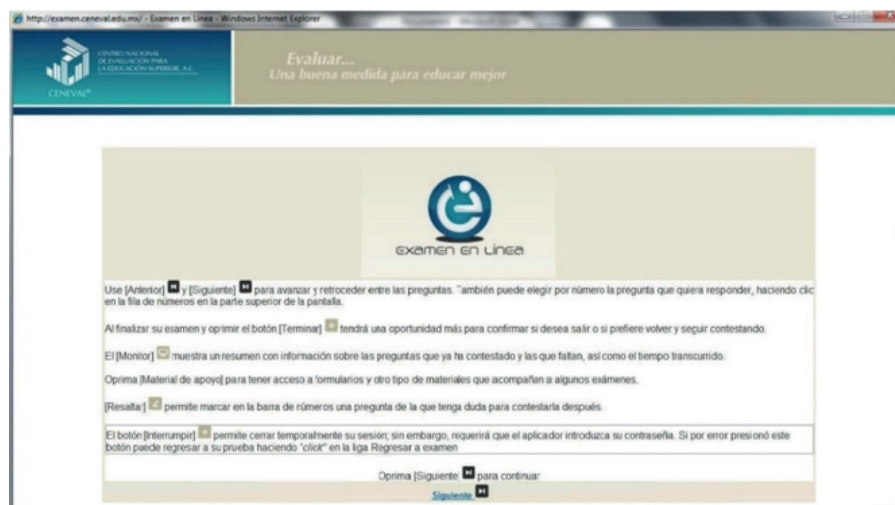 http://examen.ceneval.edu.mx/ - Examen en Línea - Windows Internet Explorer
CENTRO NACIONAL
DE EVALUACIÓN PARA
LA EDUCACIÓN SUPERIOR, A.C.
CENEVAL®
Evaluar...
Una buena medida para educar mejor
examen en Línea
Use [Anterior] y [Siguiente] para avanzar y retroceder entre las preguntas. También puede elegir por número la pregunta que quiera responder, haciendo clic
en la fila de números en la parte superior de la pantalla.
Al finalizar su examen y oprimir el botón [Terminar] tendrá una oportunidad más para confirmar si desea salir o si prefiere volver y seguir contestando.
El [Monitor] muestra un resumen con información sobre las preguntas que ya ha contestado y las que faltan, así como el tiempo transcurrido.
Oprima [Material de apoyo] para tener acceso a formularios y otro tipo de materiales que acompañan a algunos exámenes.
[Resaltar] permite marcar en la barra de números una pregunta de la que tenga duda para contestarla después.
El botón [Interrumpir] permite cerrar temporalmente su sesión; sin embargo, requerirá que el aplicador introduzca su contraseña. Si por error presionó este
botón puede regresar a su prueba haciendo "click" en la liga Regresar a examen
Oprima [Siguiente] para continuar
Siguiente